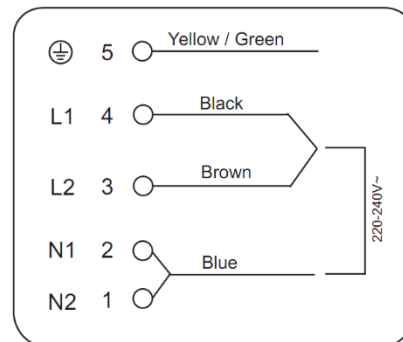 5 Yellow / Green
L1 4 Black
L2 3 Brown
N1 2
Blue
N2 1
220-240V~